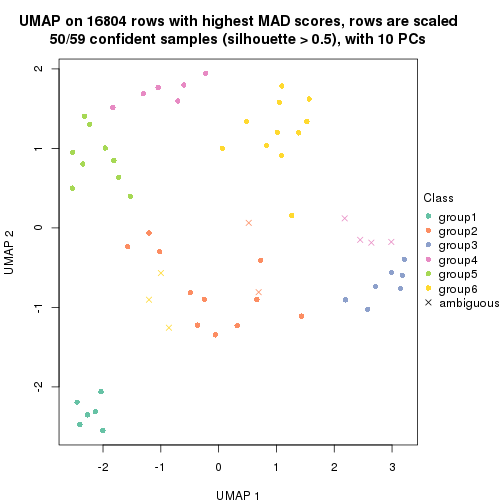 UMAP on 16804 rows with highest MAD scores, rows are scaled
50/59 confident samples (silhouette > 0.5), with 10 PCs
2
1
0
-1
-2
UMAP 2
-2
-1
0
1
2
3
UMAP 1
Class
group1
group2
group3
group4
group5
group6
ambiguous